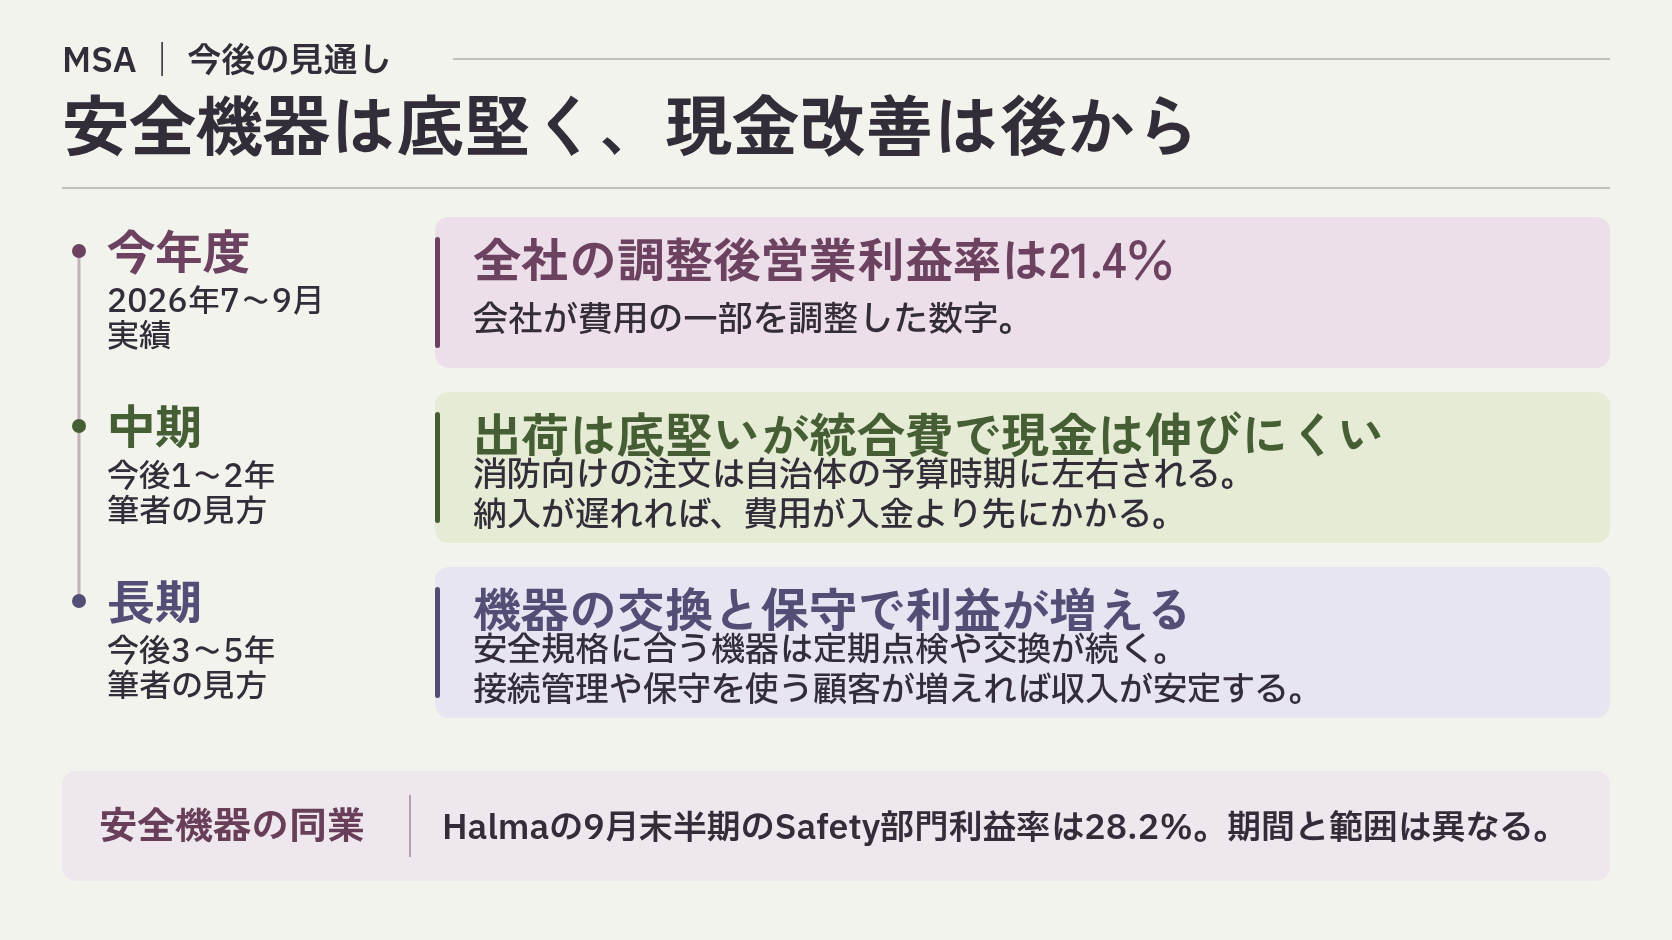 MSA | 今後の見通し
安全機器は底堅く、現金改善は後から
今年度
2026年7〜9月
実績
全社の調整後営業利益率は21.4%
会社が費用の一部を調整した数字。
中期
今後1〜2年
筆者の見方
出荷は底堅いが統合費で現金は伸びにくい
消防向けの注文は自治体の予算時期に左右される。
納入が遅れれば、費用が入金より先にかかる。
長期
今後3〜5年
筆者の見方
機器の交換と保守で利益が増える
安全規格に合う機器は定期点検や交換が続く。
接続管理や保守を使う顧客が増えれば収入が安定する。
安全機器の同業
Halmaの9月末半期のSafety部門利益率は28.2%。期間と範囲は異なる。